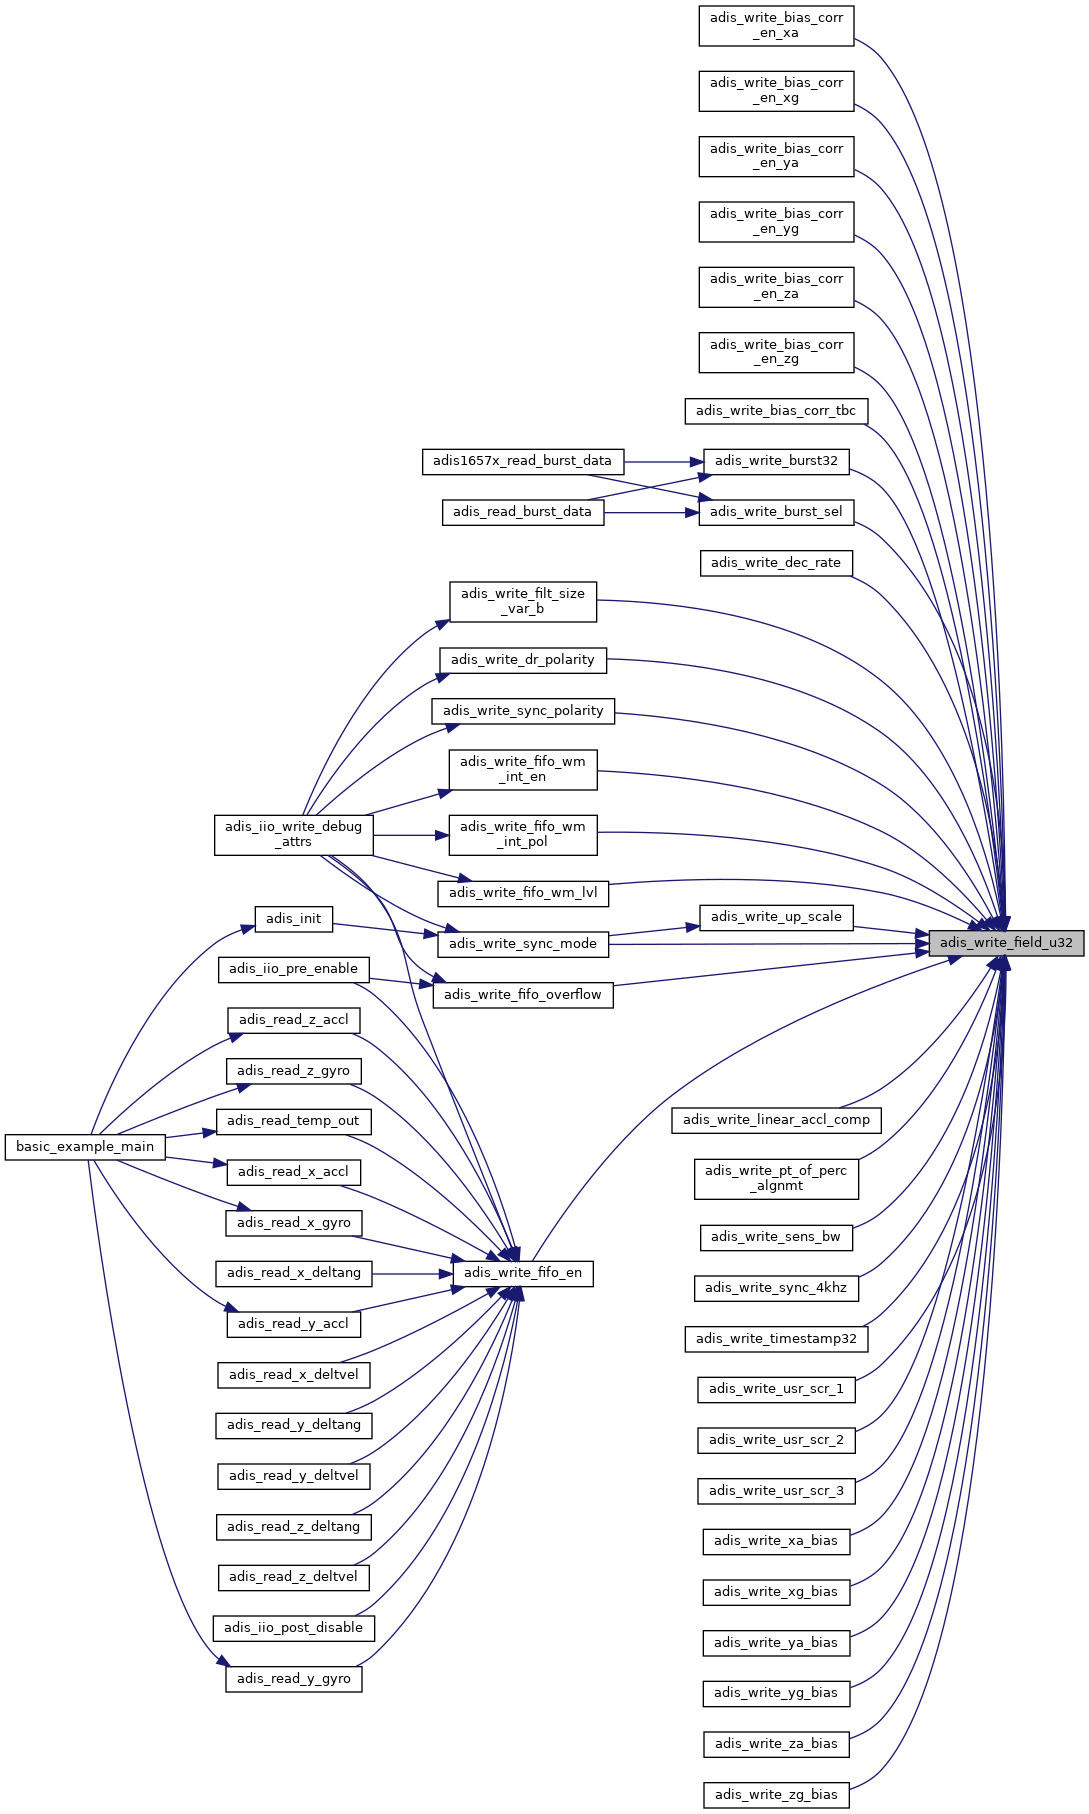 adis_write_bias_corr
_en_xa
adis_write_bias_corr
_en_xg
adis_write_bias_corr
_en_ya
adis_write_bias_corr
_en_yg
adis_write_bias_corr
_en_za
adis_write_bias_corr
_en_zg
adis_write_bias_corr_tbc
adis1657x_read_burst_data
adis_write_burst32
adis_read_burst_data
adis_write_burst_sel
adis_write_dec_rate
adis_write_filt_size
_var_b
adis_write_dr_polarity
adis_write_sync_polarity
adis_write_fifo_wm
_int_en
adis_iio_write_debug
_attrs
adis_write_fifo_wm
_int_pol
adis_write_fifo_wm_lvl
adis_init
adis_write_up_scale
adis_write_sync_mode
adis_write_field_u32
adis_iio_pre_enable
adis_write_fifo_overflow
adis_read_z_accl
adis_read_z_gyro
adis_read_temp_out
adis_write_linear_accl_comp
basic_example_main
adis_read_x_accl
adis_write_pt_of_perc
_algnmt
adis_read_x_gyro
adis_write_sens_bw
adis_read_x_deltang
adis_write_fifo_en
adis_write_sync_4khz
adis_read_y_accl
adis_write_timestamp32
adis_read_x_deltvel
adis_write_usr_scr_1
adis_read_y_deltang
adis_write_usr_scr_2
adis_read_y_deltvel
adis_write_usr_scr_3
adis_read_z_deltang
adis_write_xa_bias
adis_read_z_deltvel
adis_write_xg_bias
adis_iio_post_disable
adis_write_ya_bias
adis_read_y_gyro
adis_write_yg_bias
adis_write_za_bias
adis_write_zg_bias